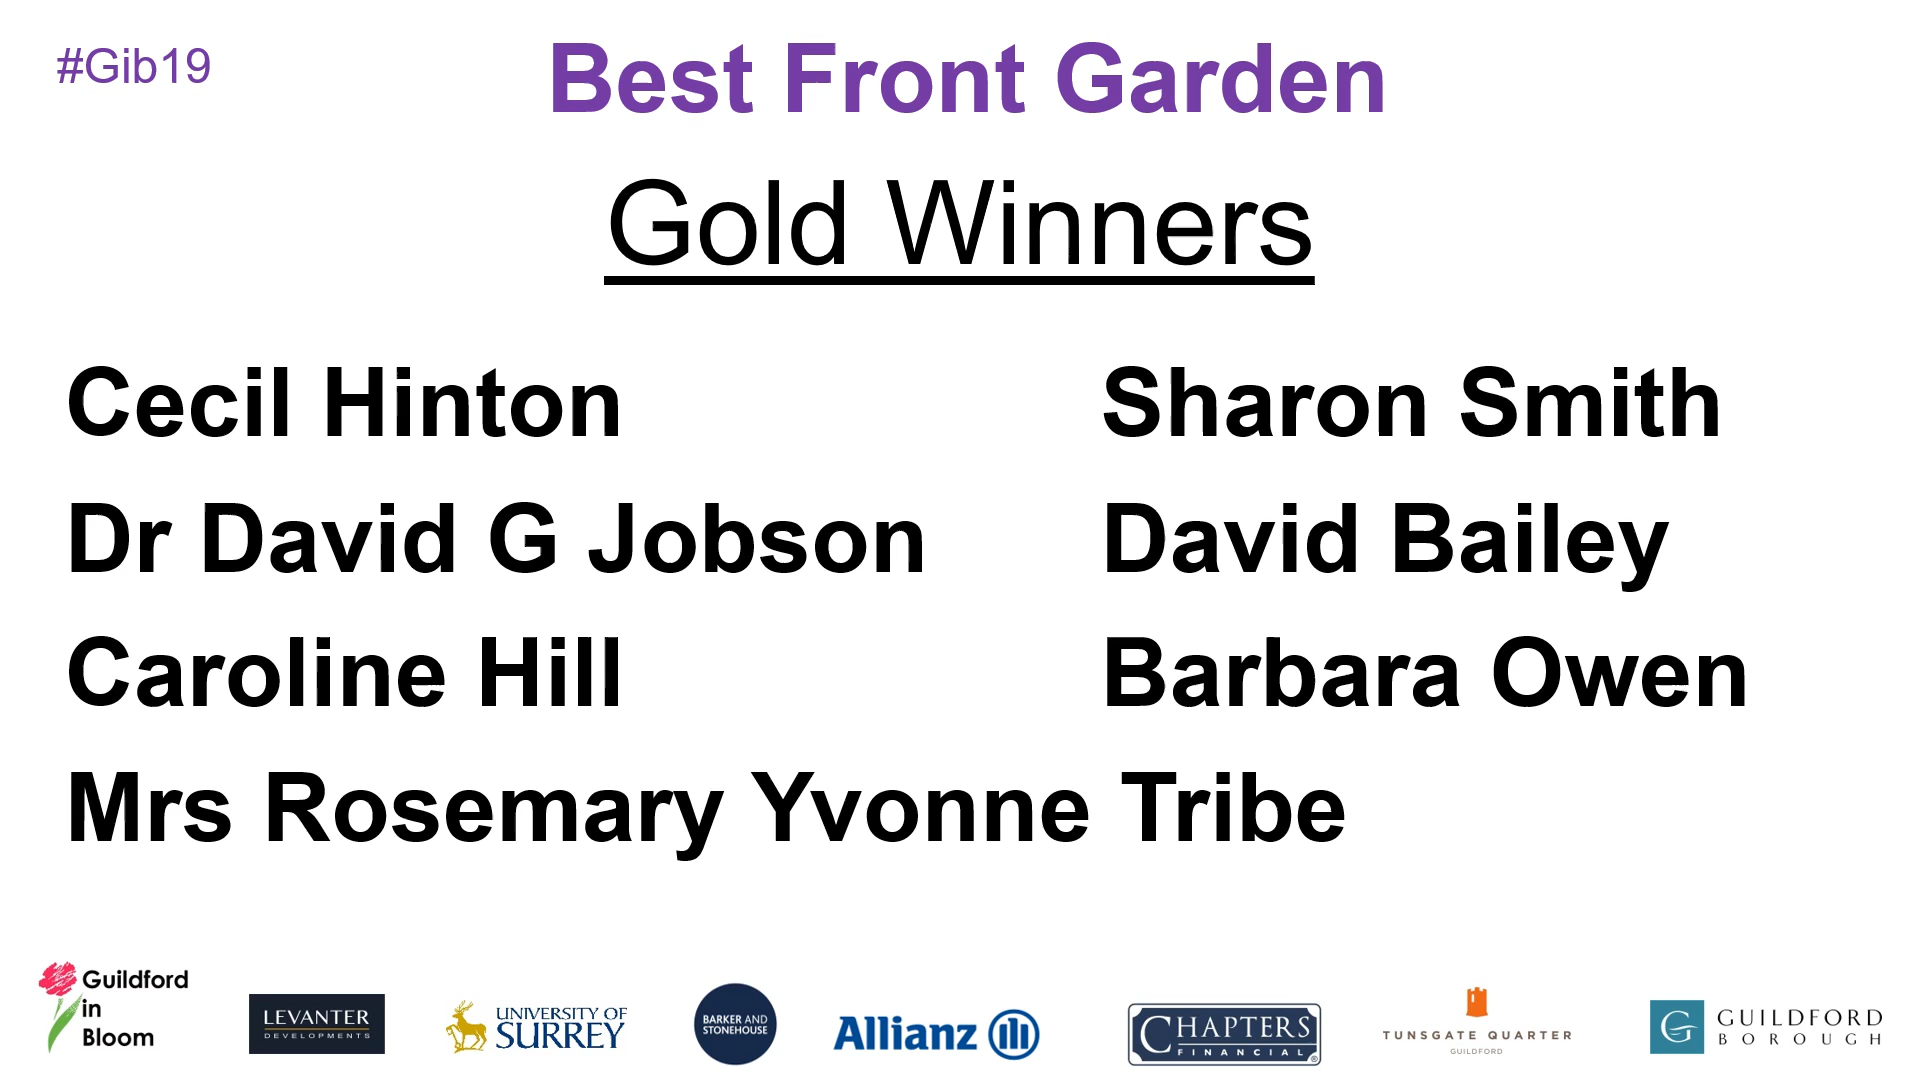 #Gib19
Best Front Garden
Gold Winners
Cecil Hinton
Sharon Smith
Dr David G Jobson
David Bailey
Caroline Hill
Barbara Owen
Mrs Rosemary Yvonne Tribe
Guildford
in
Bloom
LEVANTER
DEVELOPMENTS
UNIVERSITY OF
SURREY
BARKER AND
STONEHOUSE
Allianz
CHAPTERS
FINANCIAL®
TUNSGATE QUARTER
GUILDFORD
G
GUILDFORD
BOROUGH